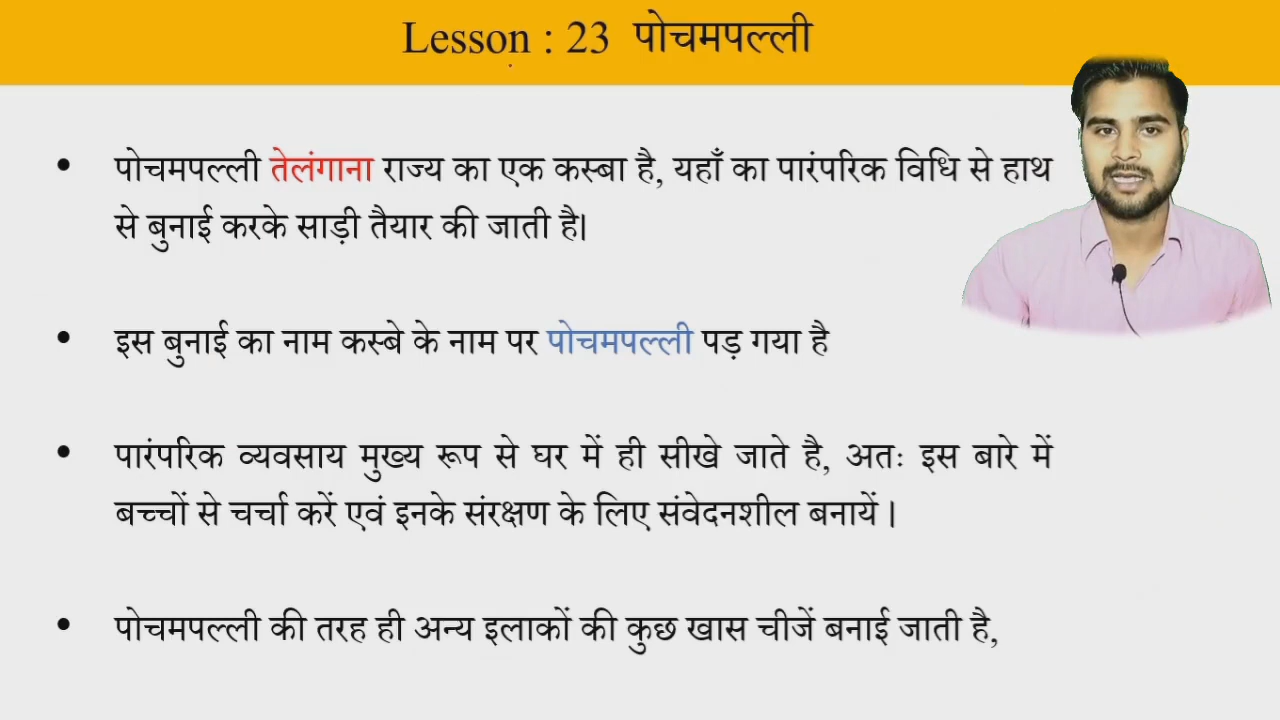 Lesson : 23 पोचमपल्ली
• पोचमपल्ली तेलंगाना राज्य का एक कस्बा है, यहाँ का पारंपरिक विधि से हाथ
से बुनाई करके साड़ी तैयार की जाती है।
• इस बुनाई का नाम कस्बे के नाम पर पोचमपल्ली पड़ गया है
• पारंपरिक व्यवसाय मुख्य रूप से घर में ही सीखे जाते है, अतः इस बारे में
बच्चों से चर्चा करें एवं इनके संरक्षण के लिए संवेदनशील बनायें ।
• पोचमपल्ली की तरह ही अन्य इलाकों की कुछ खास चीजें बनाई जाती है,